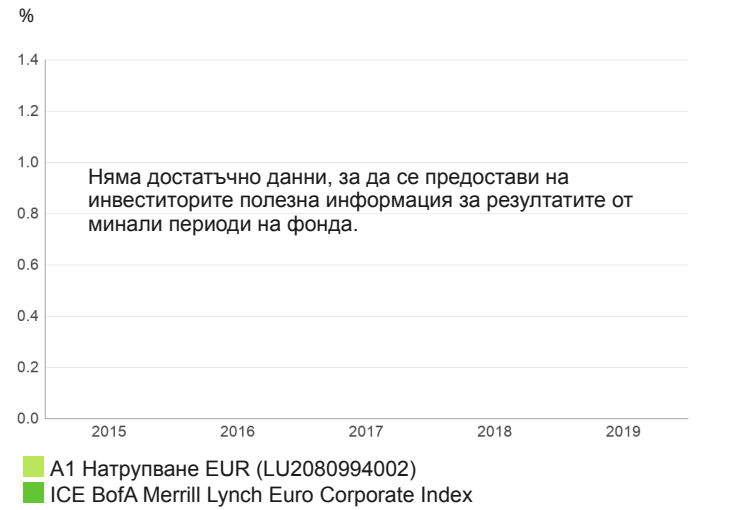 %
1.4
1.2
1.0
Няма достатъчно данни, за да се предостави на
инвеститорите полезна информация за резултатите от
0.8
минали периоди на фонда.
0.6
0.4
0.2
0.0
2015 2016 2017 2018 2019
A1 Натрупване EUR (LU2080994002)
ICE BofA Merrill Lynch Euro Corporate Index